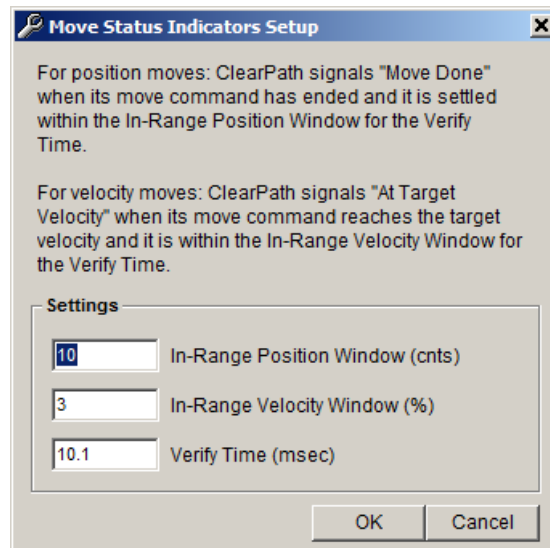 Move Status Indicators Setup
For position moves: ClearPath signals "Move Done"
when its move command has ended and it is settled
within the In-Range Position Window for the Verify
Time.
For velocity moves: ClearPath signals "At Target
Velocity" when its move command reaches the target
velocity and it is within the In-Range Velocity Window for
the Verify Time.
Settings
10 In-Range Position Window (cnts)
3 In-Range Velocity Window (%)
10.1 Verify Time (msec)
OK Cancel